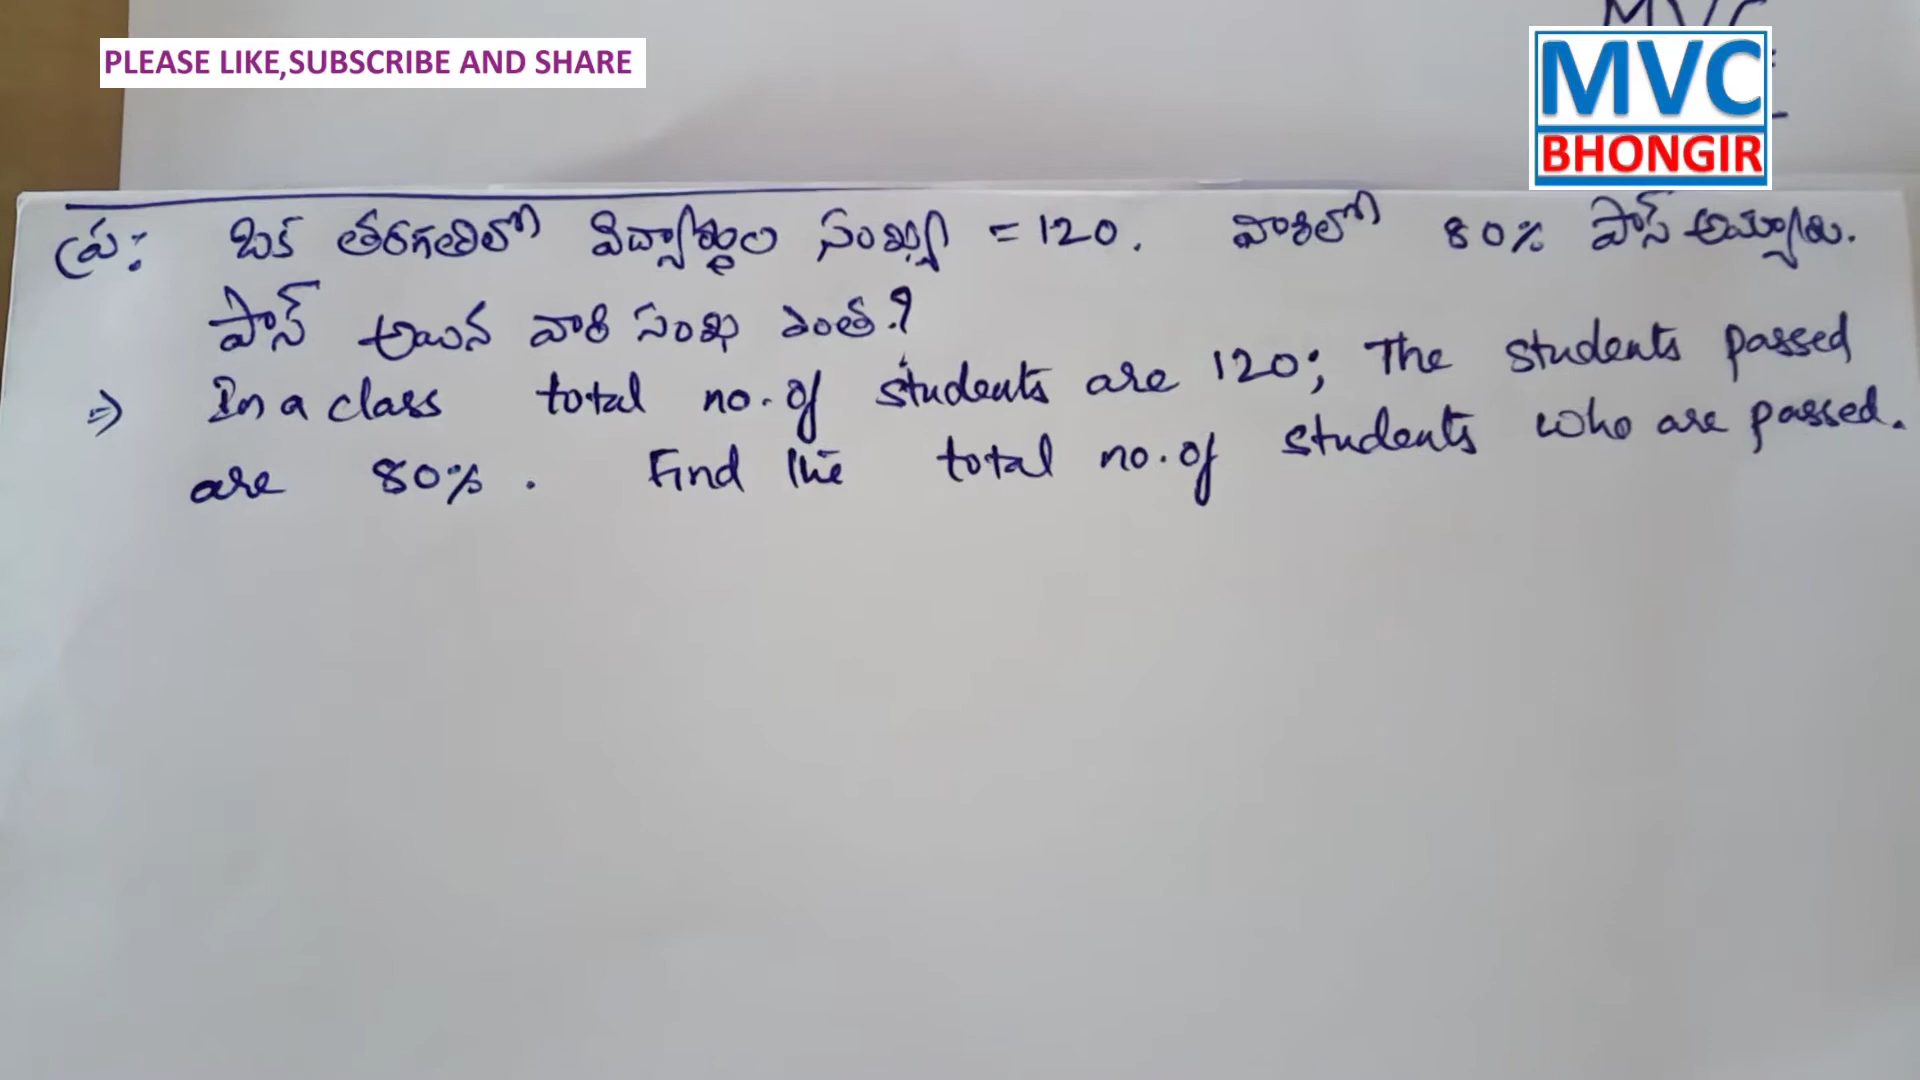 PLEASE LIKE,SUBSCRIBE AND SHARE
MVC
MVC
BHONGIR
ప్ర: ఒక తరగతిలో విద్యార్థుల సంఖ్య = 120. వారిలో 80% పాస్ అయ్యారు.
పాస్ అయిన వారి సంఖ ఎంత?
⇒ In a class total no. of students are 120; The students passed
are 80%. Find the total no. of students who are passed.